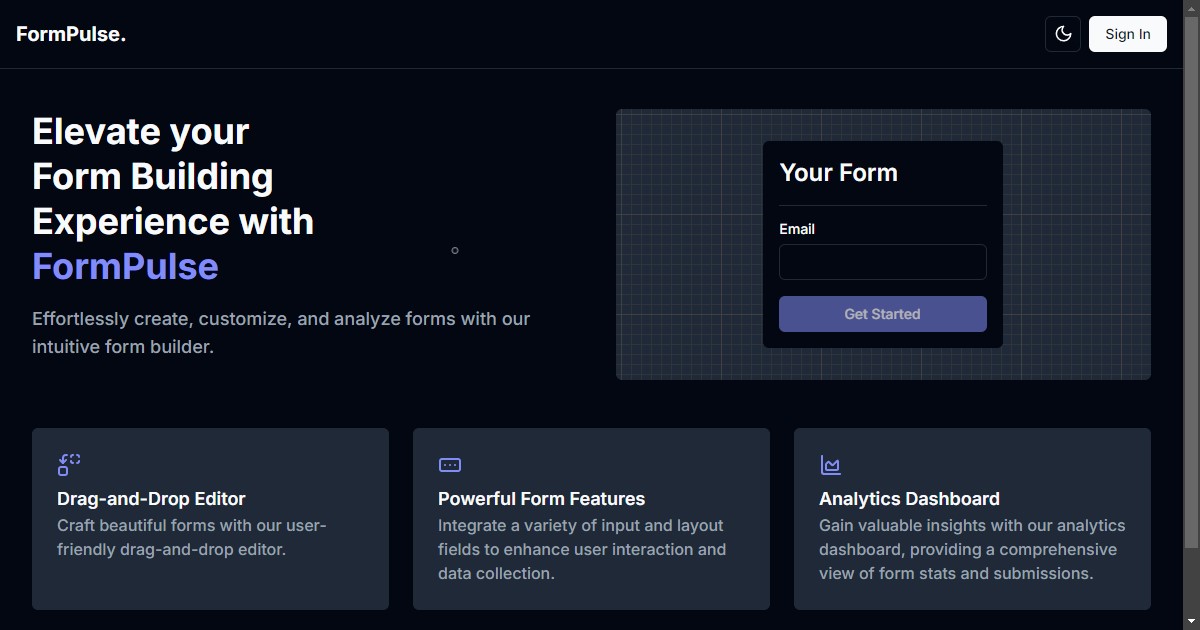 FormPulse.
Sign In
Elevate your
Form Building
Experience with
FormPulse
Effortlessly create, customize, and analyze forms with our
intuitive form builder.
Your Form
Email
Get Started
Drag-and-Drop Editor
Craft beautiful forms with our user-
friendly drag-and-drop editor.
Powerful Form Features
Integrate a variety of input and layout
fields to enhance user interaction and
data collection.
Analytics Dashboard
Gain valuable insights with our analytics
dashboard, providing a comprehensive
view of form stats and submissions.